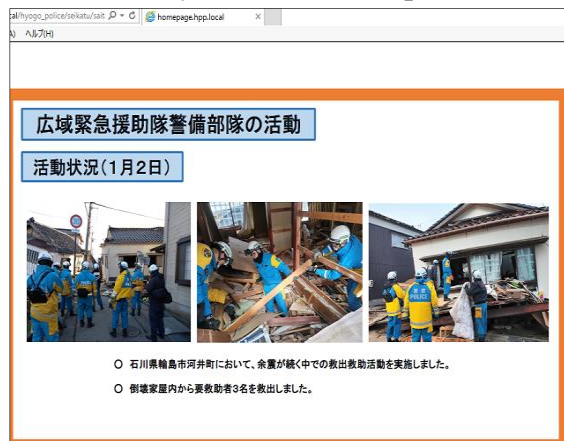 cal/hyogo_police/seikatu/sait
homepage.hpp.local
A) ヘルプ(H)
広域緊急援助隊警備部隊の活動
活動状況(1月2日)
POLICE
○ 石川県輪島市河井町において、余震が続く中での救出救助活動を実施しました。
○ 倒壊家屋内から要救助者3名を救出しました。